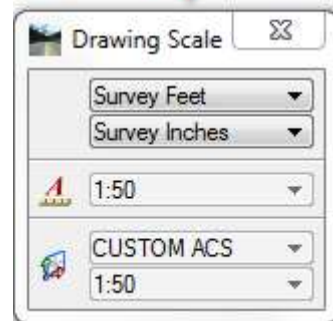 Drawing Scale
Survey Feet
Survey Inches
1:50
CUSTOM ACS
1:50